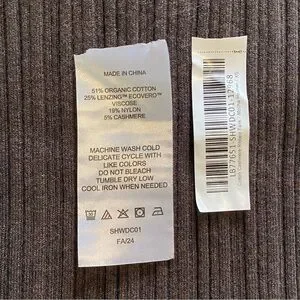 MADE IN CHINA
51% ORGANIC COTTON
25% LENZING™ ECOVERO™
VISCOSE
19% NYLON
5% CASHMERE
MACHINE WASH COLD
DELICATE CYCLE WITH
LIKE COLORS
DO NOT BLEACH
TUMBLE DRY LOW
COOL IRON WHEN NEEDED
SHWDC01
FA/24